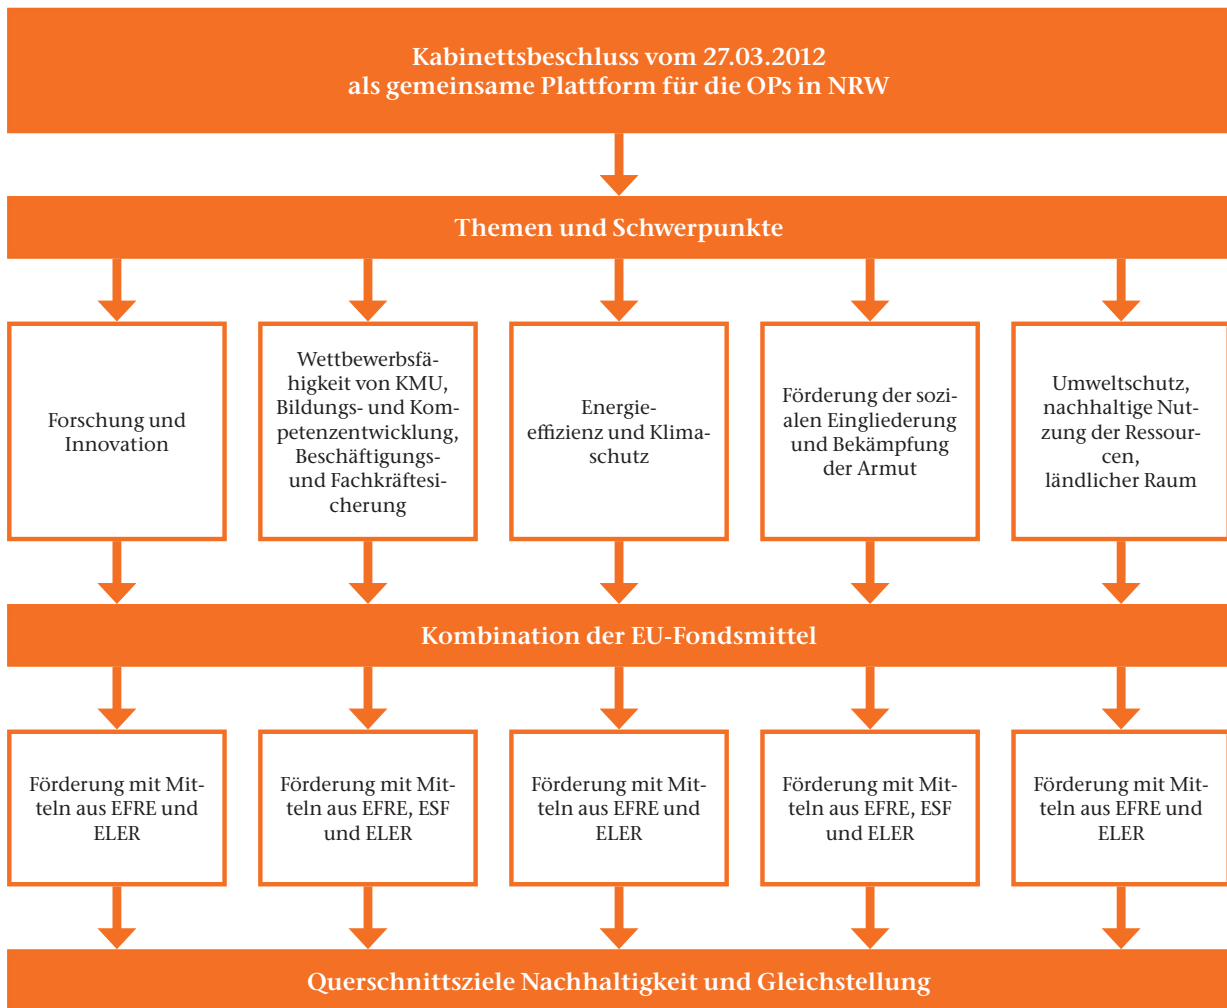 Kabinettsbeschluss vom 27.03.2012
als gemeinsame Plattform für die OPs in NRW
Themen und Schwerpunkte
Forschung und
Innovation
Wettbewerbsfä-
higkeit von KMU,
Bildungs- und Kom-
petenzentwicklung,
Beschäftigungs-
und Fachkräftesi-
cherung
Energie-
effizienz und Klima-
schutz
Förderung der sozi-
alen Eingliederung
und Bekämpfung
der Armut
Umweltschutz,
nachhaltige Nut-
zung der Ressour-
cen,
ländlicher Raum
Kombination der EU-Fondsmittel
Förderung mit Mit-
teln aus EFRE und
ELER
Förderung mit Mit-
teln aus EFRE, ESF
und ELER
Förderung mit Mit-
teln aus EFRE und
ELER
Förderung mit Mit-
teln aus EFRE, ESF
und ELER
Förderung mit Mit-
teln aus EFRE und
ELER
Querschnittsziele Nachhaltigkeit und Gleichstellung